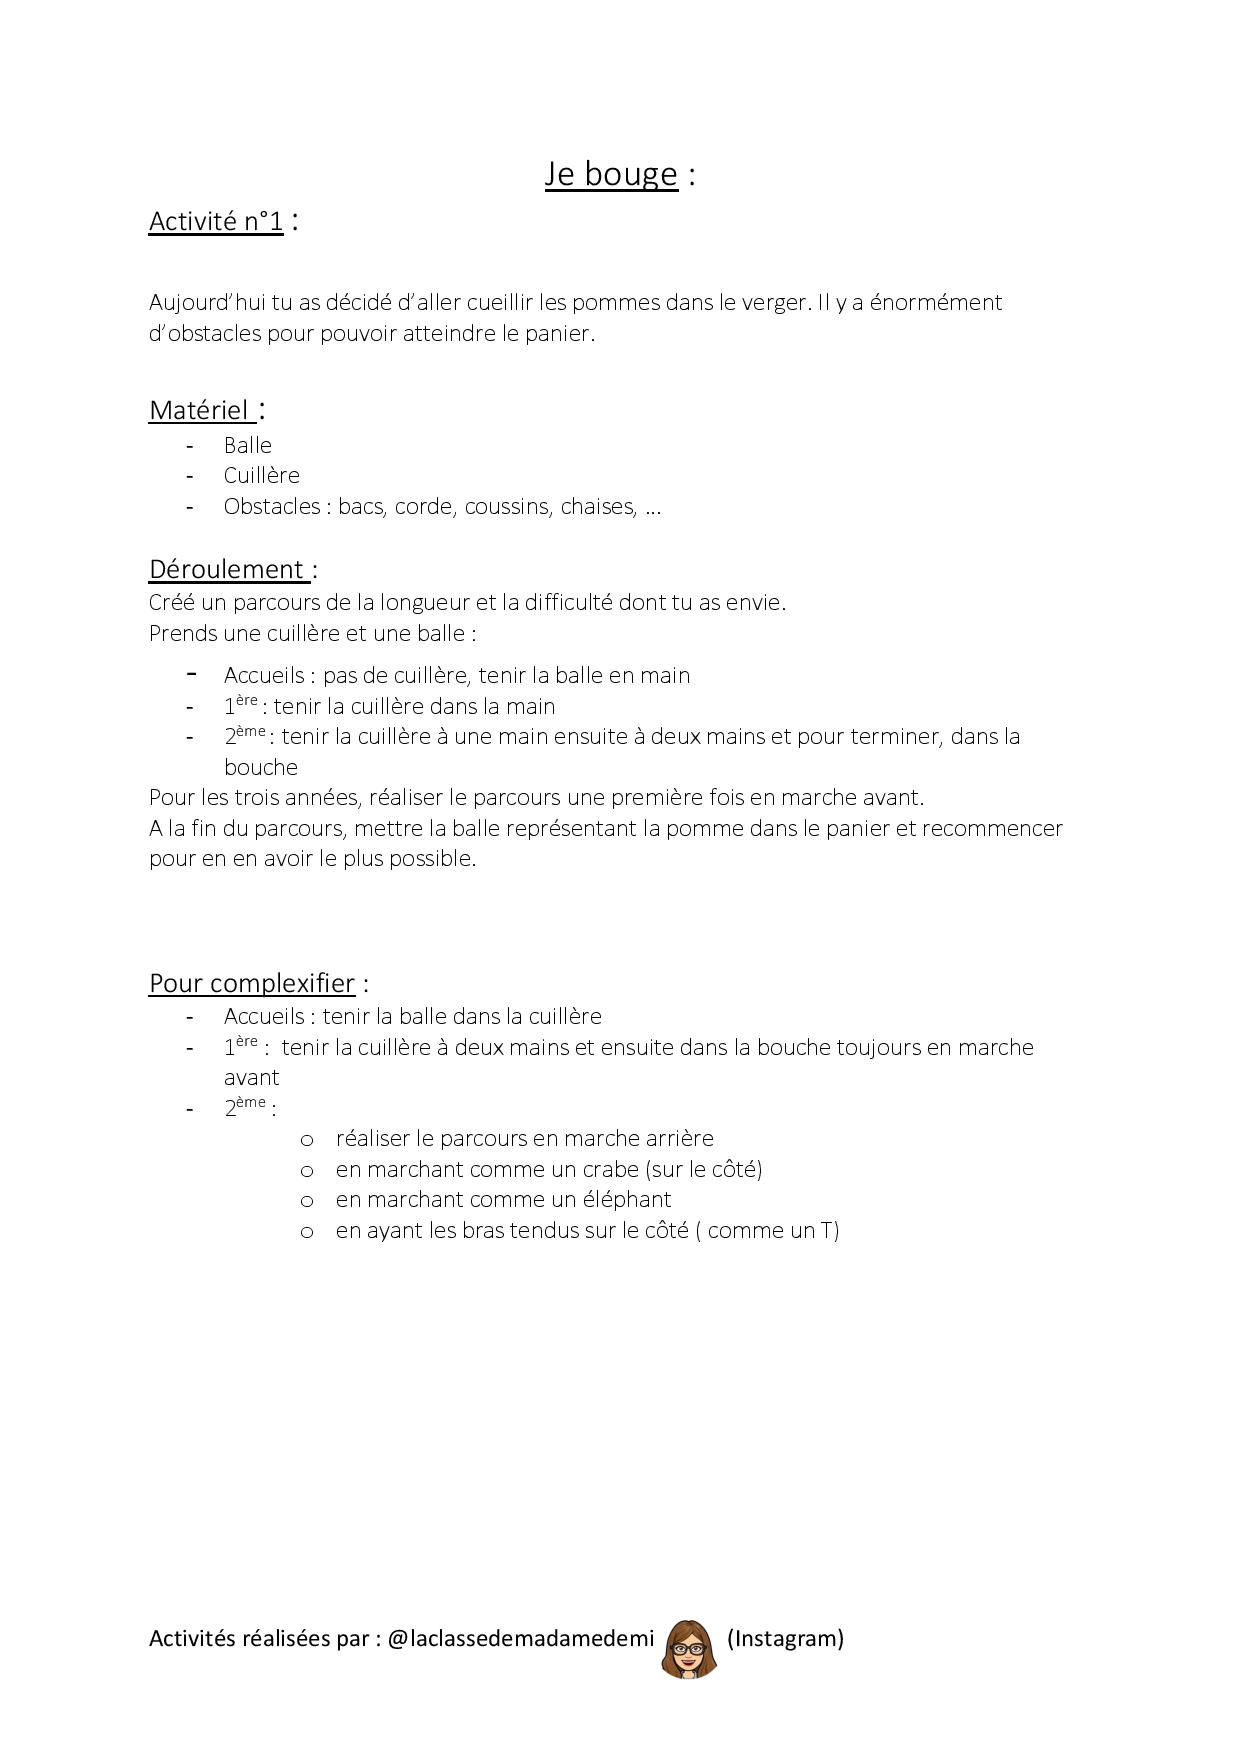 Je bouge :
Activité n°1 :
Aujourd’hui tu as décidé d’aller cueillir les pommes dans le verger. Il y a énormément
d’obstacles pour pouvoir atteindre le panier.
Matériel :
- Balle
- Cuillère
- Obstacles : bacs, corde, coussins, chaises, ...
Déroulement :
Créé un parcours de la longueur et la difficulté dont tu as envie.
Prends une cuillère et une balle :
- Accueils : pas de cuillère, tenir la balle en main
- 1ère : tenir la cuillère dans la main
- 2ème : tenir la cuillère à une main ensuite à deux mains et pour terminer, dans la
bouche
Pour les trois années, réaliser le parcours une première fois en marche avant.
A la fin du parcours, mettre la balle représentant la pomme dans le panier et recommencer
pour en en avoir le plus possible.
Pour complexifier :
- Accueils : tenir la balle dans la cuillère
- 1ère : tenir la cuillère à deux mains et ensuite dans la bouche toujours en marche
avant
- 2ème :
o réaliser le parcours en marche arrière
o en marchant comme un crabe (sur le côté)
o en marchant comme un éléphant
o en ayant les bras tendus sur le côté ( comme un T)
Activités réalisées par : @laclassedemadamedemi (Instagram)